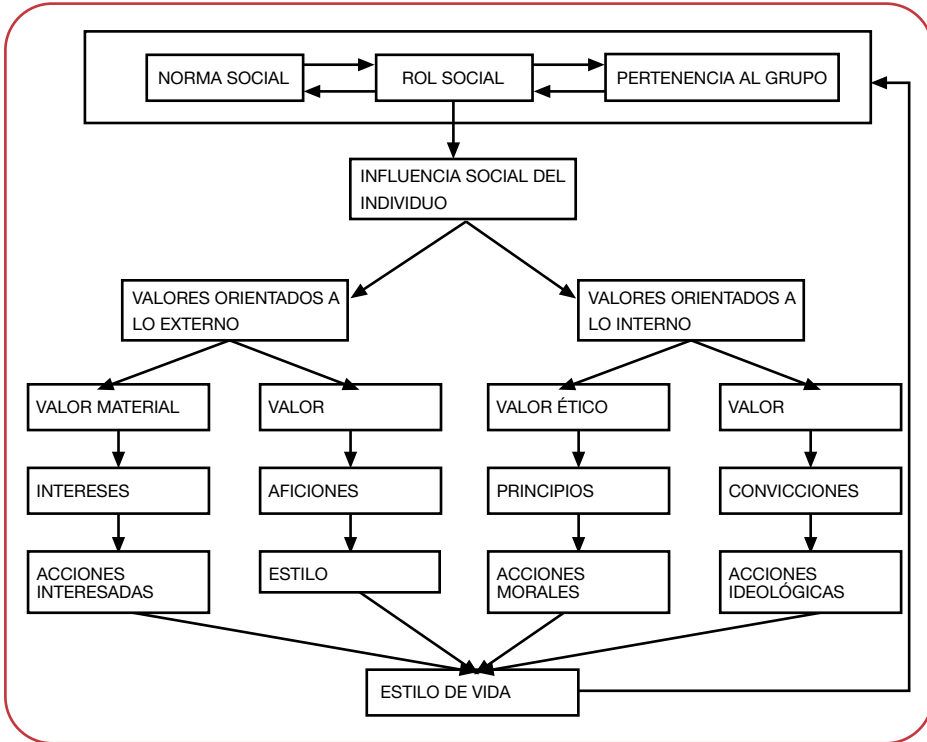 NORMA SOCIAL
ROL SOCIAL
PERTENENCIA AL GRUPO
INFLUENCIA SOCIAL DEL
INDIVIDUO
VALORES ORIENTADOS A
LO EXTERNO
VALORES ORIENTADOS A
LO INTERNO
VALOR MATERIAL
VALOR
VALOR ÉTICO
VALOR
INTERESES
AFICIONES
PRINCIPIOS
CONVICCIONES
ACCIONES
INTERESADAS
ESTILO
ACCIONES
MORALES
ACCIONES
IDEOLÓGICAS
ESTILO DE VIDA